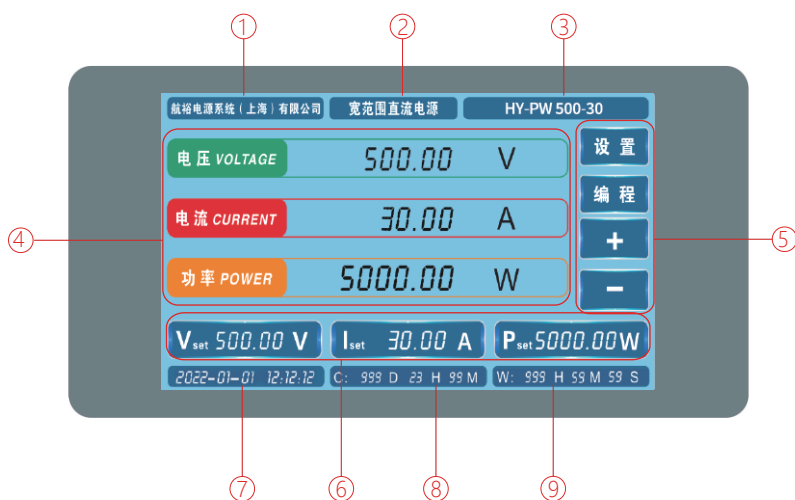 ① ② ③
航裕电源系统（上海）有限公司 宽范围直流电源 HY-PW 500-30
电压 VOLTAGE 500.00 V
设置
编程
电流 CURRENT 30.00 A
+
④ ⑤
功率 POWER 5000.00 W
−
Vset 500.00 V Iset 30.00 A Pset 5000.00W
2022-01-01 12:12:12 C: 999 D 23 H 99 M W: 999 H 59 M 59 S
⑦ ⑥ ⑧ ⑨